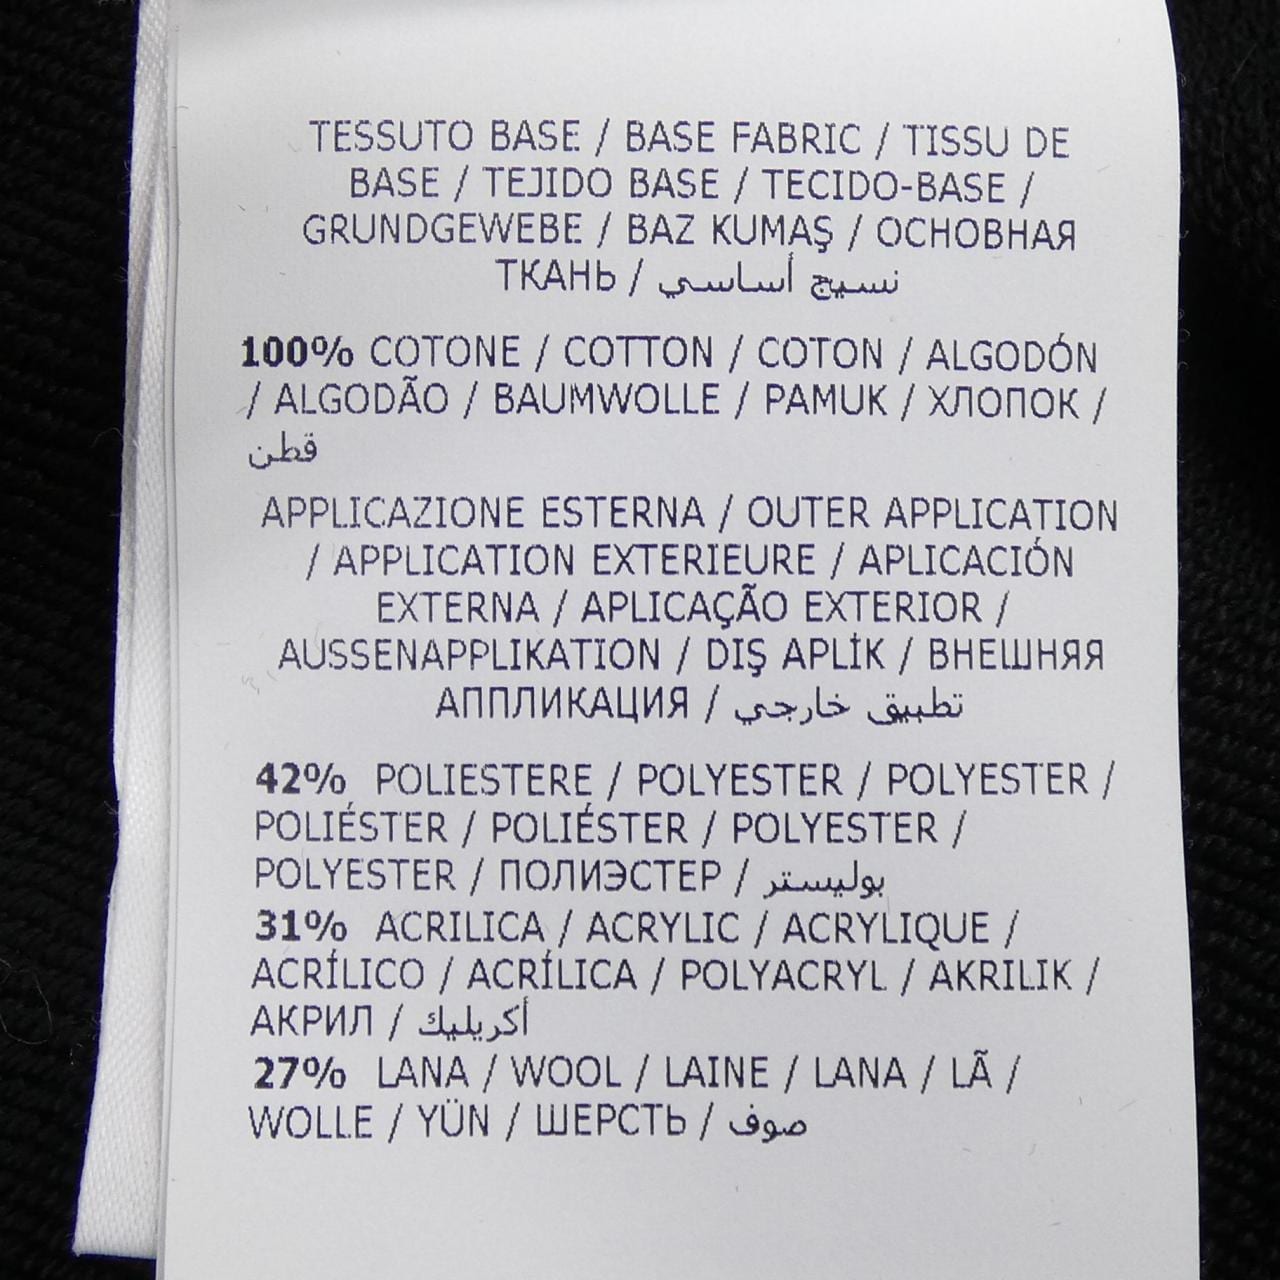 TESSUTO BASE / BASE FABRIC / TISSU DE
BASE / TEJIDO BASE / TECIDO-BASE /
GRUNDGEWEBE / BAZ KUMAŞ / ОСНОВНАЯ
ТКАНЬ / نسيج أساسي
100% COTONE / COTTON / COTON / ALGODÓN
/ ALGODÃO / BAUMWOLLE / PAMUK / ХЛОПОК /
قطن
APPLICAZIONE ESTERNA / OUTER APPLICATION
/ APPLICATION EXTERIEURE / APLICACIÓN
EXTERNA / APLICAÇÃO EXTERIOR /
AUSSENAPPLIKATION / DIŞ APLİK / ВНЕШНЯЯ
АППЛИКАЦИЯ / تطبيق خارجي
42% POLIESTERE / POLYESTER / POLYESTER /
POLIÉSTER / POLIÉSTER / POLYESTER /
POLYESTER / ПОЛИЭСТЕР / بوليستر
31% ACRILICA / ACRYLIC / ACRYLIQUE /
ACRÍLICO / ACRÍLICA / POLYACRYL / AKRILIK /
АКРИЛ / أكريليك
27% LANA / WOOL / LAINE / LANA / LÃ /
WOLLE / YÜN / ШЕРСТЬ / صوف